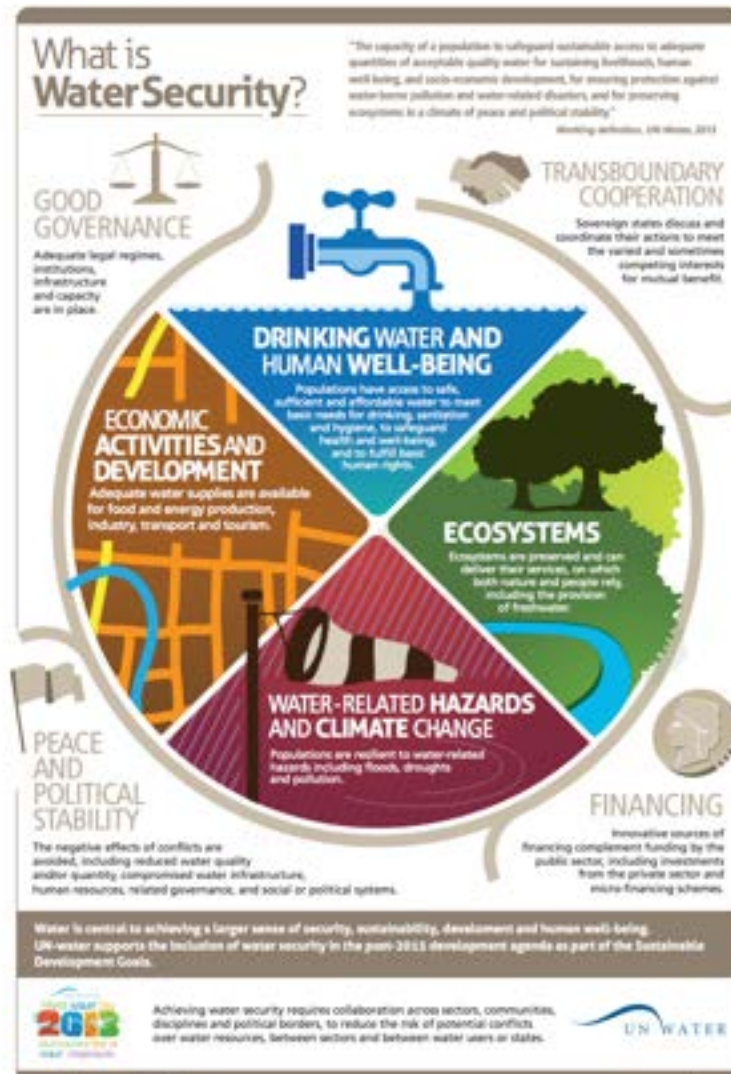 What is
Water Security?
"The capacity of a population to safeguard sustainable access to adequate
quantities of acceptable quality water for sustaining livelihoods, human
well-being, and socio-economic development, for ensuring protection against
water-borne pollution and water-related disasters, and for preserving
ecosystems in a climate of peace and political stability."
Working definition, UN-Water, 2013
GOOD
GOVERNANCE
Adequate legal regimes,
institutions,
infrastructure
and capacity
are in place.
TRANSBOUNDARY
COOPERATION
Sovereign states discuss and
coordinate their actions to meet
the varied and sometimes
competing interests
for mutual benefit.
DRINKING WATER AND
HUMAN WELL-BEING
Populations have access to safe,
sufficient and affordable water to meet
basic needs for drinking, sanitation
and hygiene, to safeguard
health and well-being,
and to fulfill basic
human rights.
ECONOMIC
ACTIVITIES AND
DEVELOPMENT
Adequate water supplies are available
for food and energy production,
industry, transport and tourism.
ECOSYSTEMS
Ecosystems are preserved and can
deliver their services, on which
both nature and people rely,
including the provision
of freshwater.
WATER-RELATED HAZARDS
AND CLIMATE CHANGE
Populations are resilient to water-related
hazards including floods, droughts
and pollution.
PEACE
AND
POLITICAL
STABILITY
The negative effects of conflicts are
avoided, including reduced water quality
and/or quantity, compromised water infrastructure,
human resources, related governance, and social or political systems.
FINANCING
Innovative sources of
financing complement funding by the
public sector, including investments
from the private sector and
micro-financing schemes.
Water is central to achieving a larger sense of security, sustainability, develoment and human well-being.
UN-water supports the inclusion of water security in the post-2015 development agenda as part of the Sustainable
Development Goals.
2013
Achieving water security requires collaboration across sectors, communities,
disciplines and political borders, to reduce the risk of potential conflicts
over water resources, between sectors and between water users or states.
UN WATER